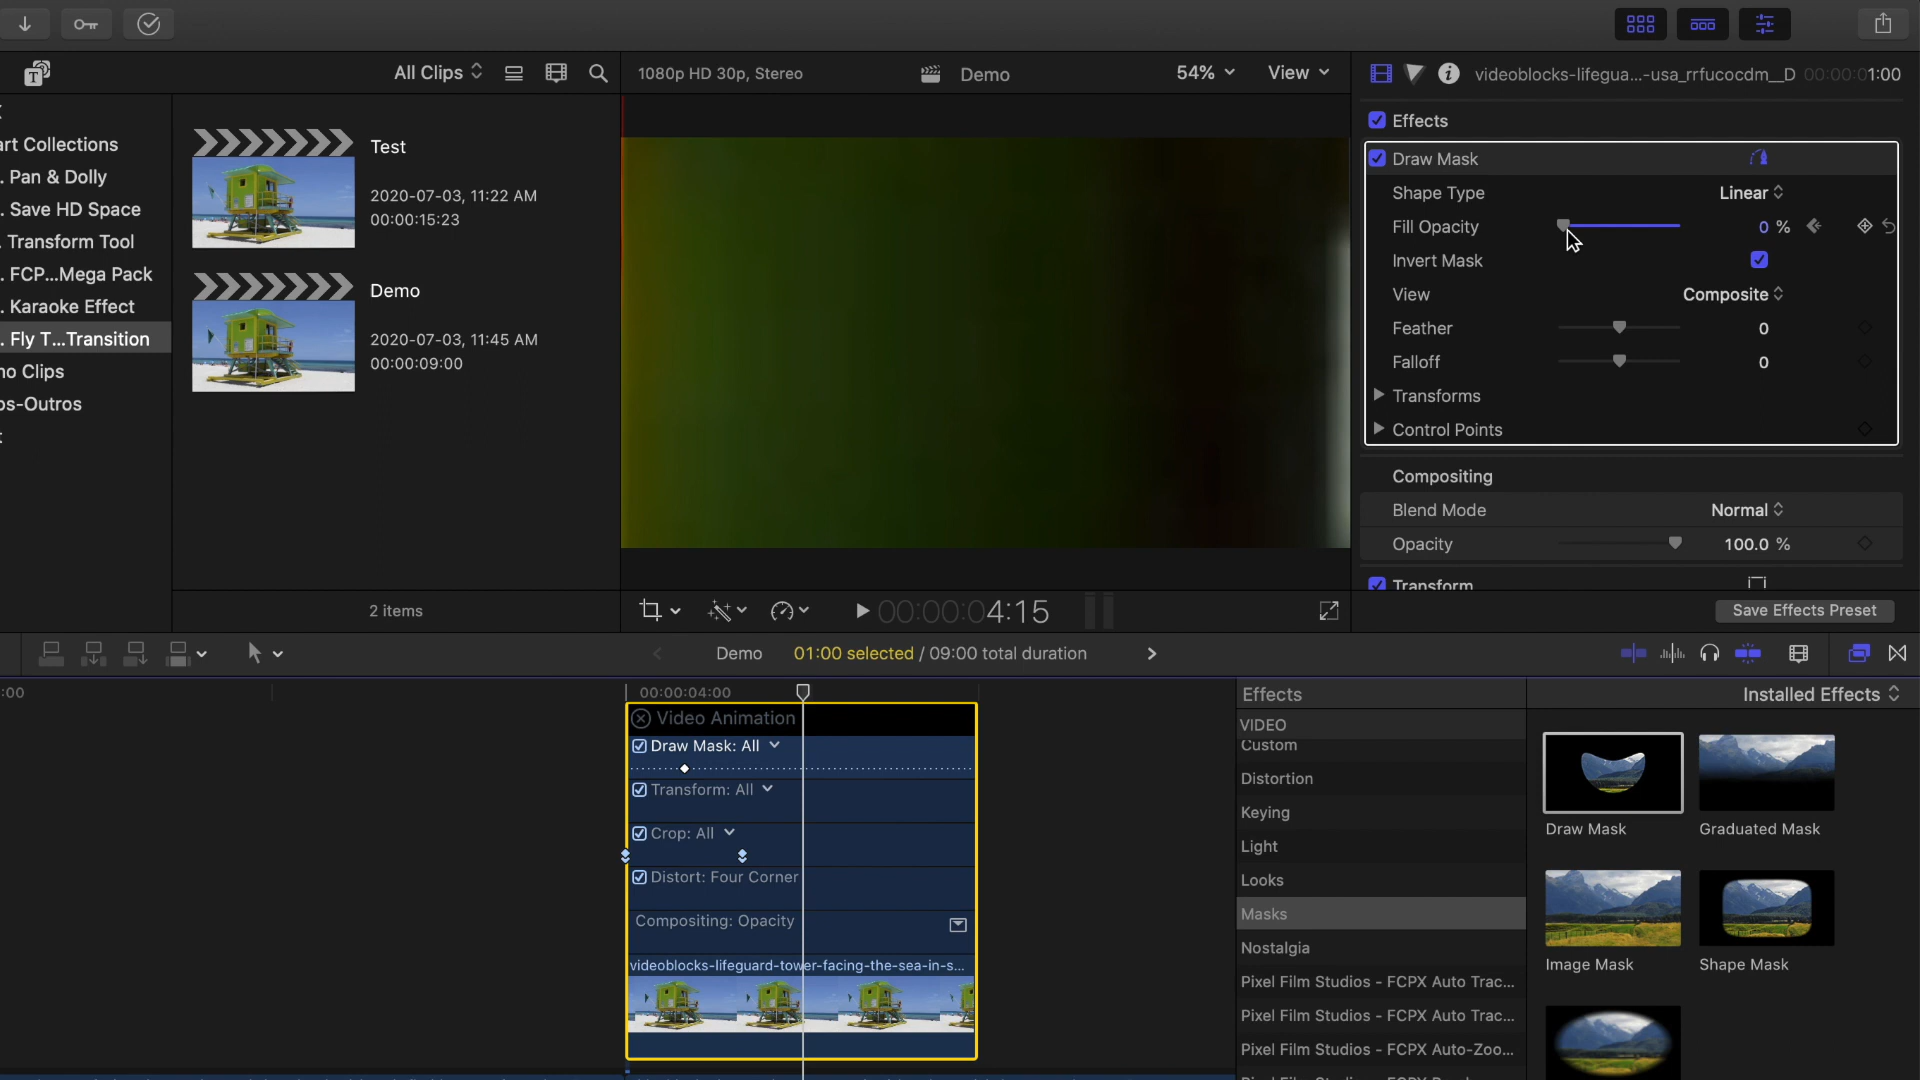 All Clips
1080p HD 30p, Stereo
Demo
54%
View
videoblocks-lifegua...-usa_rrfucocdm__D
00:00:01:00
art Collections
. Pan & Dolly
. Save HD Space
. Transform Tool
. FCP...Mega Pack
. Karaoke Effect
. Fly T...Transition
no Clips
os-Outros
Test
2020-07-03, 11:22 AM
00:00:15:23
Demo
2020-07-03, 11:45 AM
00:00:09:00
2 items
Effects
Draw Mask
Shape Type
Linear
Fill Opacity
0 %
Invert Mask
View
Composite
Feather
0
Falloff
0
Transforms
Control Points
Compositing
Blend Mode
Normal
Opacity
100.0 %
Transform
Save Effects Preset
00:00:04:15
Demo
01:00 selected / 09:00 total duration
:00
00:00:04:00
Video Animation
Draw Mask: All
Transform: All
Crop: All
Distort: Four Corner
Compositing: Opacity
videoblocks-lifeguard-tower-facing-the-sea-in-s...
Effects
Installed Effects
VIDEO
Custom
Distortion
Keying
Light
Looks
Masks
Nostalgia
Pixel Film Studios - FCPX Auto Trac...
Pixel Film Studios - FCPX Auto Trac...
Pixel Film Studios - FCPX Auto-Zoo...
Draw Mask
Graduated Mask
Image Mask
Shape Mask